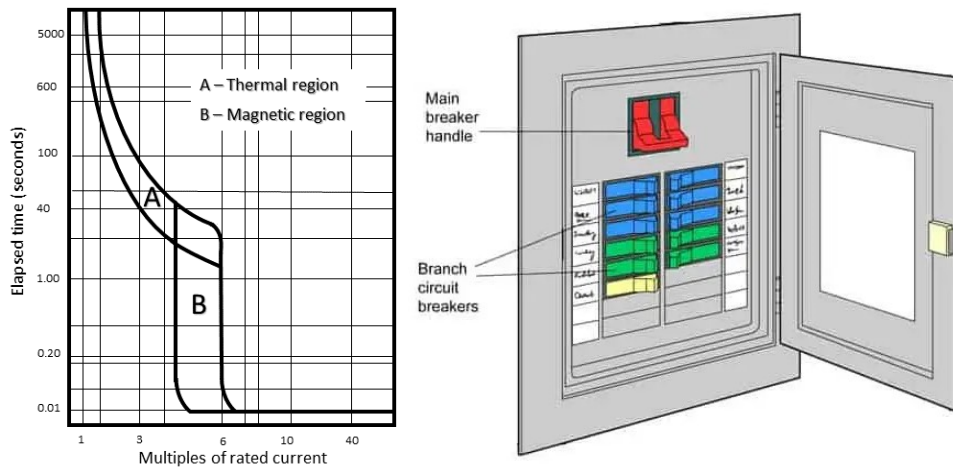 A – Thermal region
B – Magnetic region
Elapsed time (seconds)
5000
600
100
40
1.00
0.20
0.01
A
B
1 3 6 10 40
Multiples of rated current
Main
breaker
handle
Branch
circuit
breakers